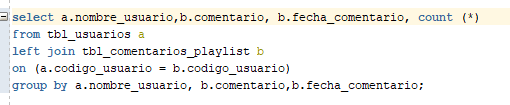 select a.nombre_usuario,b.comentario, b.fecha_comentario, count (*)
from tbl_usuarios a
left join tbl_comentarios_playlist b
on (a.codigo_usuario = b.codigo_usuario)
group by a.nombre_usuario, b.comentario,b.fecha_comentario;